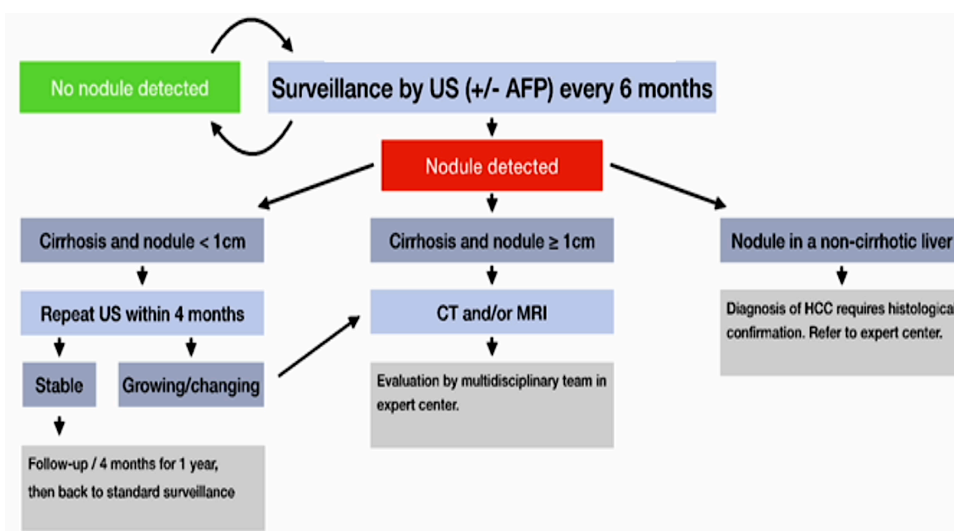 No nodule detected
Surveillance by US (+/- AFP) every 6 months
Nodule detected
Cirrhosis and nodule < 1cm
Cirrhosis and nodule ≥ 1cm
Nodule in a non-cirrhotic liver
Repeat US within 4 months
CT and/or MRI
Diagnosis of HCC requires histological
confirmation. Refer to expert center.
Stable
Growing/changing
Evaluation by multidisciplinary team in
expert center.
Follow-up / 4 months for 1 year,
then back to standard surveillance